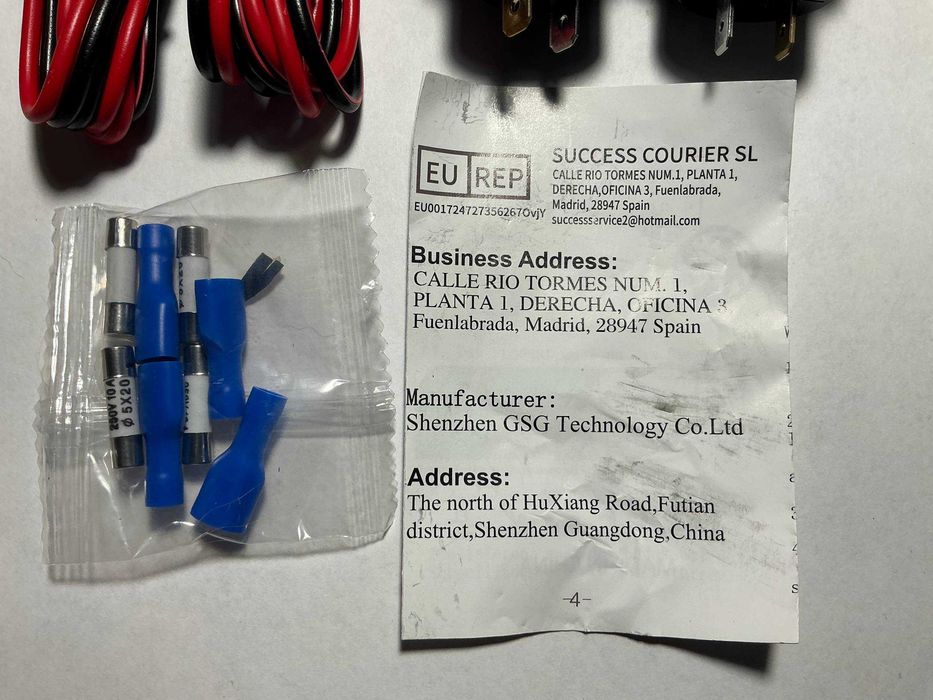 EU REP
EU001724727356267OvjY
SUCCESS COURIER SL
CALLE RIO TORMES NUM.1, PLANTA 1,
DERECHA,OFICINA 3, Fuenlabrada,
Madrid, 28947 Spain
successservice2@hotmail.com
Business Address:
CALLE RIO TORMES NUM. 1,
PLANTA 1, DERECHA, OFICINA 3
Fuenlabrada, Madrid, 28947 Spain
Manufacturer:
Shenzhen GSG Technology Co.Ltd
Address:
The north of HuXiang Road,Futian
district,Shenzhen Guangdong,China
-4-
250V 10A
ø 5X20